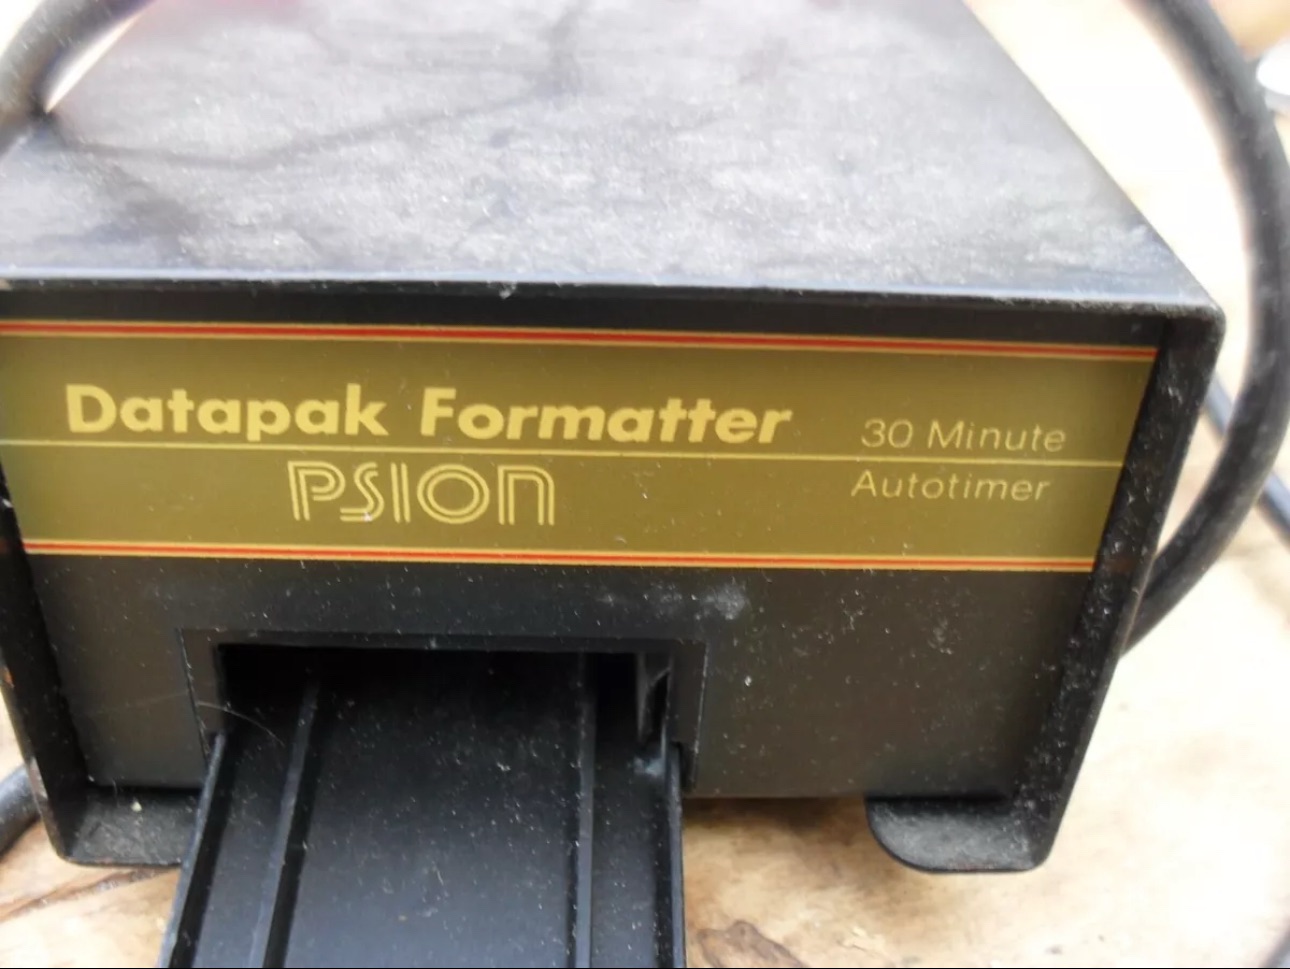 Datapak Formatter
PSION
30 Minute
Autotimer